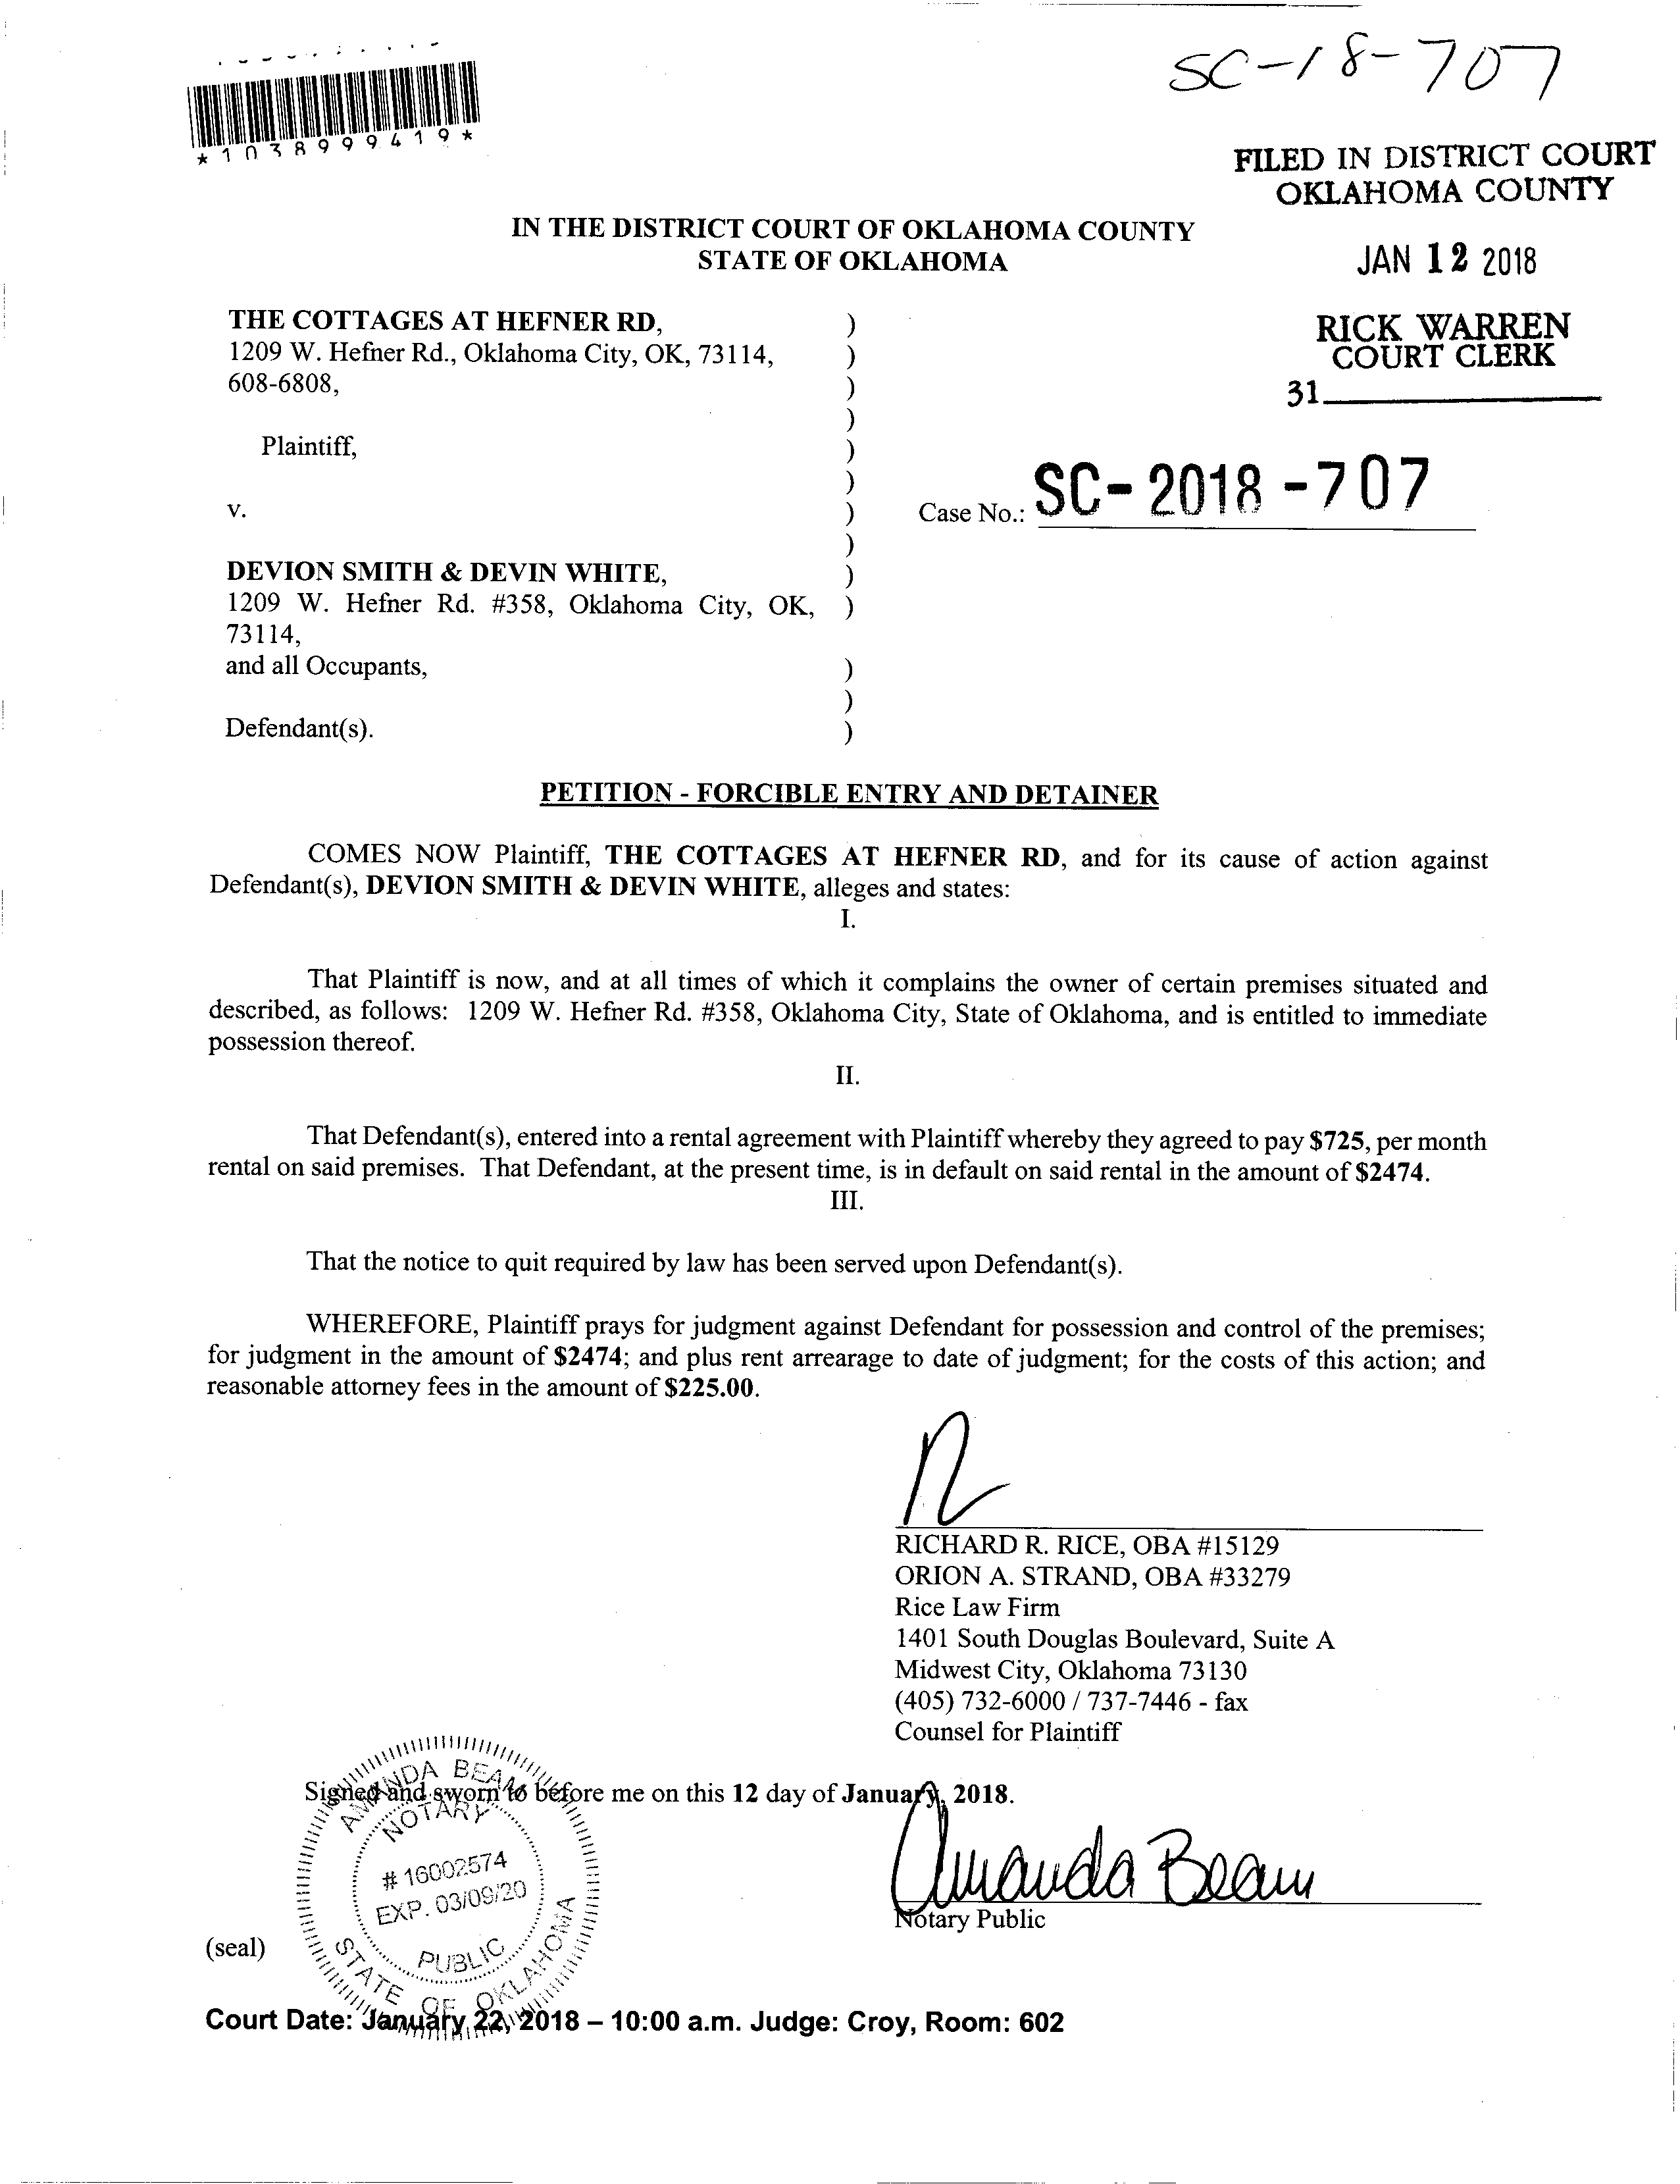 SC-18-707
*1038999419*
FILED IN DISTRICT COURT
OKLAHOMA COUNTY
IN THE DISTRICT COURT OF OKLAHOMA COUNTY
STATE OF OKLAHOMA
JAN 12 2018
RICK WARREN
COURT CLERK
31
THE COTTAGES AT HEFNER RD, )
1209 W. Hefner Rd., Oklahoma City, OK, 73114, )
608-6808, )
)
Plaintiff, )
)
v. )
Case No.: SC-2018-707
)
DEVION SMITH & DEVIN WHITE, )
1209 W. Hefner Rd. #358, Oklahoma City, OK, )
73114,
and all Occupants, )
)
Defendant(s). )
PETITION - FORCIBLE ENTRY AND DETAINER
COMES NOW Plaintiff, THE COTTAGES AT HEFNER RD, and for its cause of action against
Defendant(s), DEVION SMITH & DEVIN WHITE, alleges and states:
I.
That Plaintiff is now, and at all times of which it complains the owner of certain premises situated and
described, as follows: 1209 W. Hefner Rd. #358, Oklahoma City, State of Oklahoma, and is entitled to immediate
possession thereof.
II.
That Defendant(s), entered into a rental agreement with Plaintiff whereby they agreed to pay $725, per month
rental on said premises. That Defendant, at the present time, is in default on said rental in the amount of $2474.
III.
That the notice to quit required by law has been served upon Defendant(s).
WHEREFORE, Plaintiff prays for judgment against Defendant for possession and control of the premises;
for judgment in the amount of $2474; and plus rent arrearage to date of judgment; for the costs of this action; and
reasonable attorney fees in the amount of $225.00.
RICHARD R. RICE, OBA #15129
ORION A. STRAND, OBA #33279
Rice Law Firm
1401 South Douglas Boulevard, Suite A
Midwest City, Oklahoma 73130
(405) 732-6000 / 737-7446 - fax
Counsel for Plaintiff
Signed and sworn to before me on this 12 day of January, 2018.
AMANDA BEAM
NOTARY
# 16002574
EXP. 03/09/20
PUBLIC
STATE OF OKLAHOMA
Amanda Beam
Notary Public
(seal)
Court Date: January 22, 2018 – 10:00 a.m. Judge: Croy, Room: 602